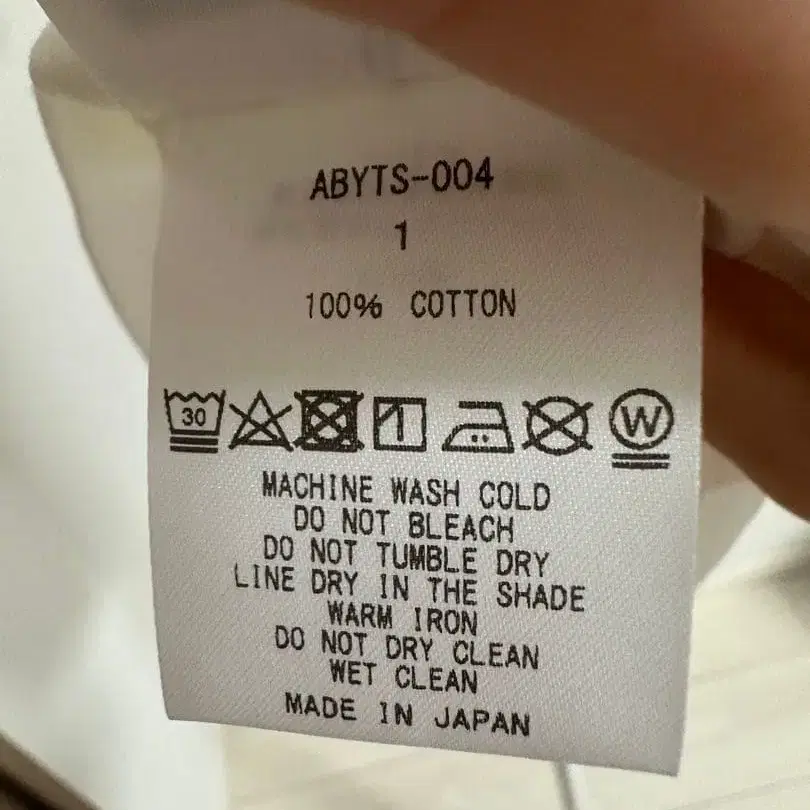 ABYTS-004
1
100% COTTON
30 W
MACHINE WASH COLD
DO NOT BLEACH
DO NOT TUMBLE DRY
LINE DRY IN THE SHADE
WARM IRON
DO NOT DRY CLEAN
WET CLEAN
MADE IN JAPAN